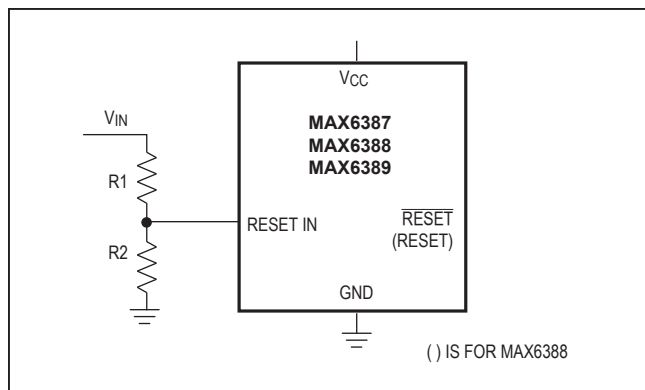 VCC
VIN
MAX6387
MAX6388
MAX6389
R1
RESET IN
RESET
(RESET)
R2
GND
( ) IS FOR MAX6388